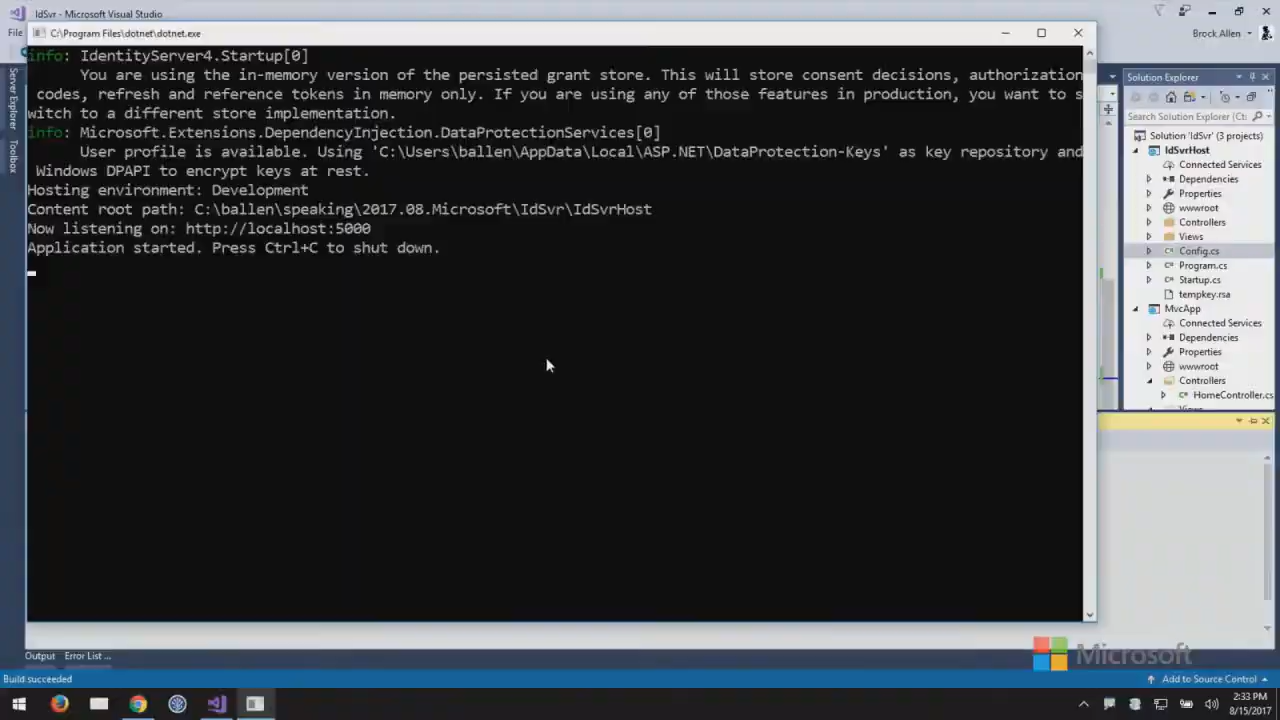 IdSvr - Microsoft Visual Studio
File
Brock Allen
C:\Program Files\dotnet\dotnet.exe
info: IdentityServer4.Startup[0]
You are using the in-memory version of the persisted grant store. This will store consent decisions, authorization
codes, refresh and reference tokens in memory only. If you are using any of those features in production, you want to s
witch to a different store implementation.
info: Microsoft.Extensions.DependencyInjection.DataProtectionServices[0]
User profile is available. Using 'C:\Users\ballen\AppData\Local\ASP.NET\DataProtection-Keys' as key repository and
Windows DPAPI to encrypt keys at rest.
Hosting environment: Development
Content root path: C:\ballen\speaking\2017.08.Microsoft\IdSvr\IdSvrHost
Now listening on: http://localhost:5000
Application started. Press Ctrl+C to shut down.
Server Explorer
Toolbox
Solution Explorer
Search Solution Explorer (Ctrl
Solution 'IdSvr' (3 projects)
IdSvrHost
Connected Services
Dependencies
Properties
wwwroot
Controllers
Views
Config.cs
Program.cs
Startup.cs
tempkey.rsa
MvcApp
Connected Services
Dependencies
Properties
wwwroot
Controllers
HomeController.cs
Views
Output
Error List ...
Microsoft
Build succeeded
Add to Source Control
2:33 PM
8/15/2017